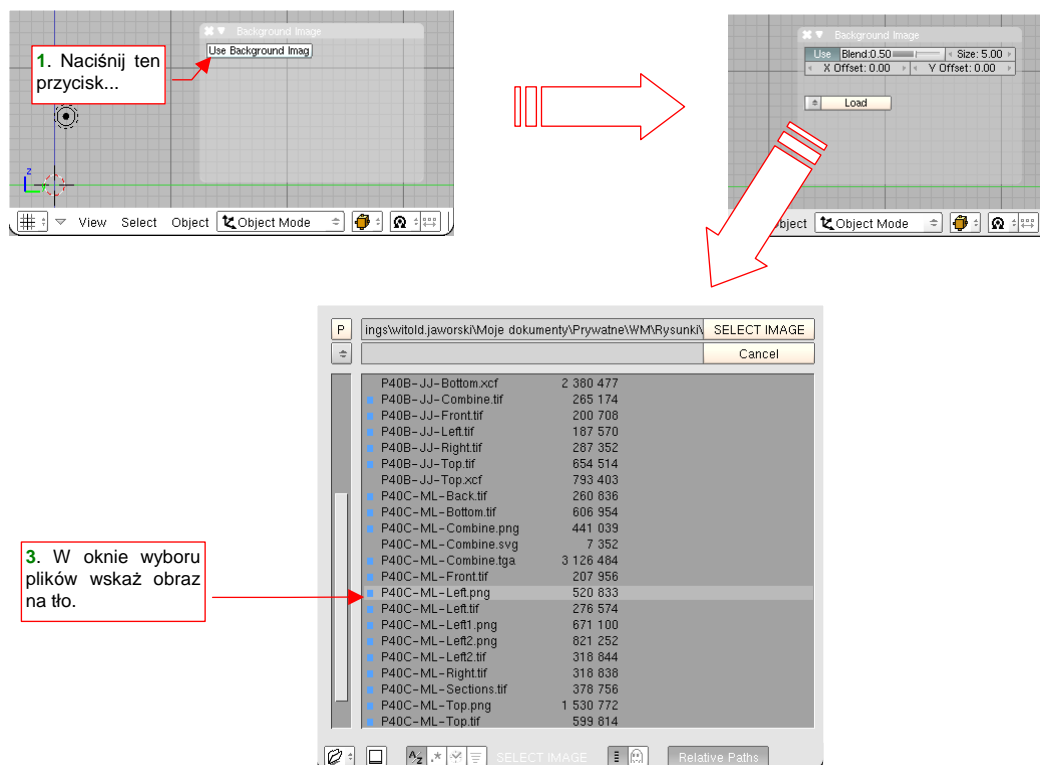 Background Image
Use Background Imag
1. Naciśnij ten
przycisk...
z
View Select Object Object Mode
Background Image
Use Blend:0.50 Size: 5.00
X Offset: 0.00 Y Offset: 0.00
Load
bject Object Mode
P ings\witold.jaworski\Moje dokumenty\Prywatne\WM\Rysunki\ SELECT IMAGE
Cancel
P40B-JJ-Bottom.xcf 2 380 477
P40B-JJ-Combine.tif 265 174
P40B-JJ-Front.tif 200 708
P40B-JJ-Left.tif 187 570
P40B-JJ-Right.tif 287 352
P40B-JJ-Top.tif 654 514
P40B-JJ-Top.xcf 793 403
P40C-ML-Back.tif 260 836
P40C-ML-Bottom.tif 606 954
P40C-ML-Combine.png 441 039
P40C-ML-Combine.svg 7 352
P40C-ML-Combine.tga 3 126 484
P40C-ML-Front.tif 207 956
P40C-ML-Left.png 520 833
P40C-ML-Left.tif 276 574
P40C-ML-Left1.png 671 100
P40C-ML-Left2.png 821 252
P40C-ML-Left2.tif 318 844
P40C-ML-Right.tif 318 838
P40C-ML-Sections.tif 378 756
P40C-ML-Top.png 1 530 772
P40C-ML-Top.tif 599 814
3. W oknie wyboru
plików wskaż obraz
na tło.
SELECT IMAGE Relative Paths